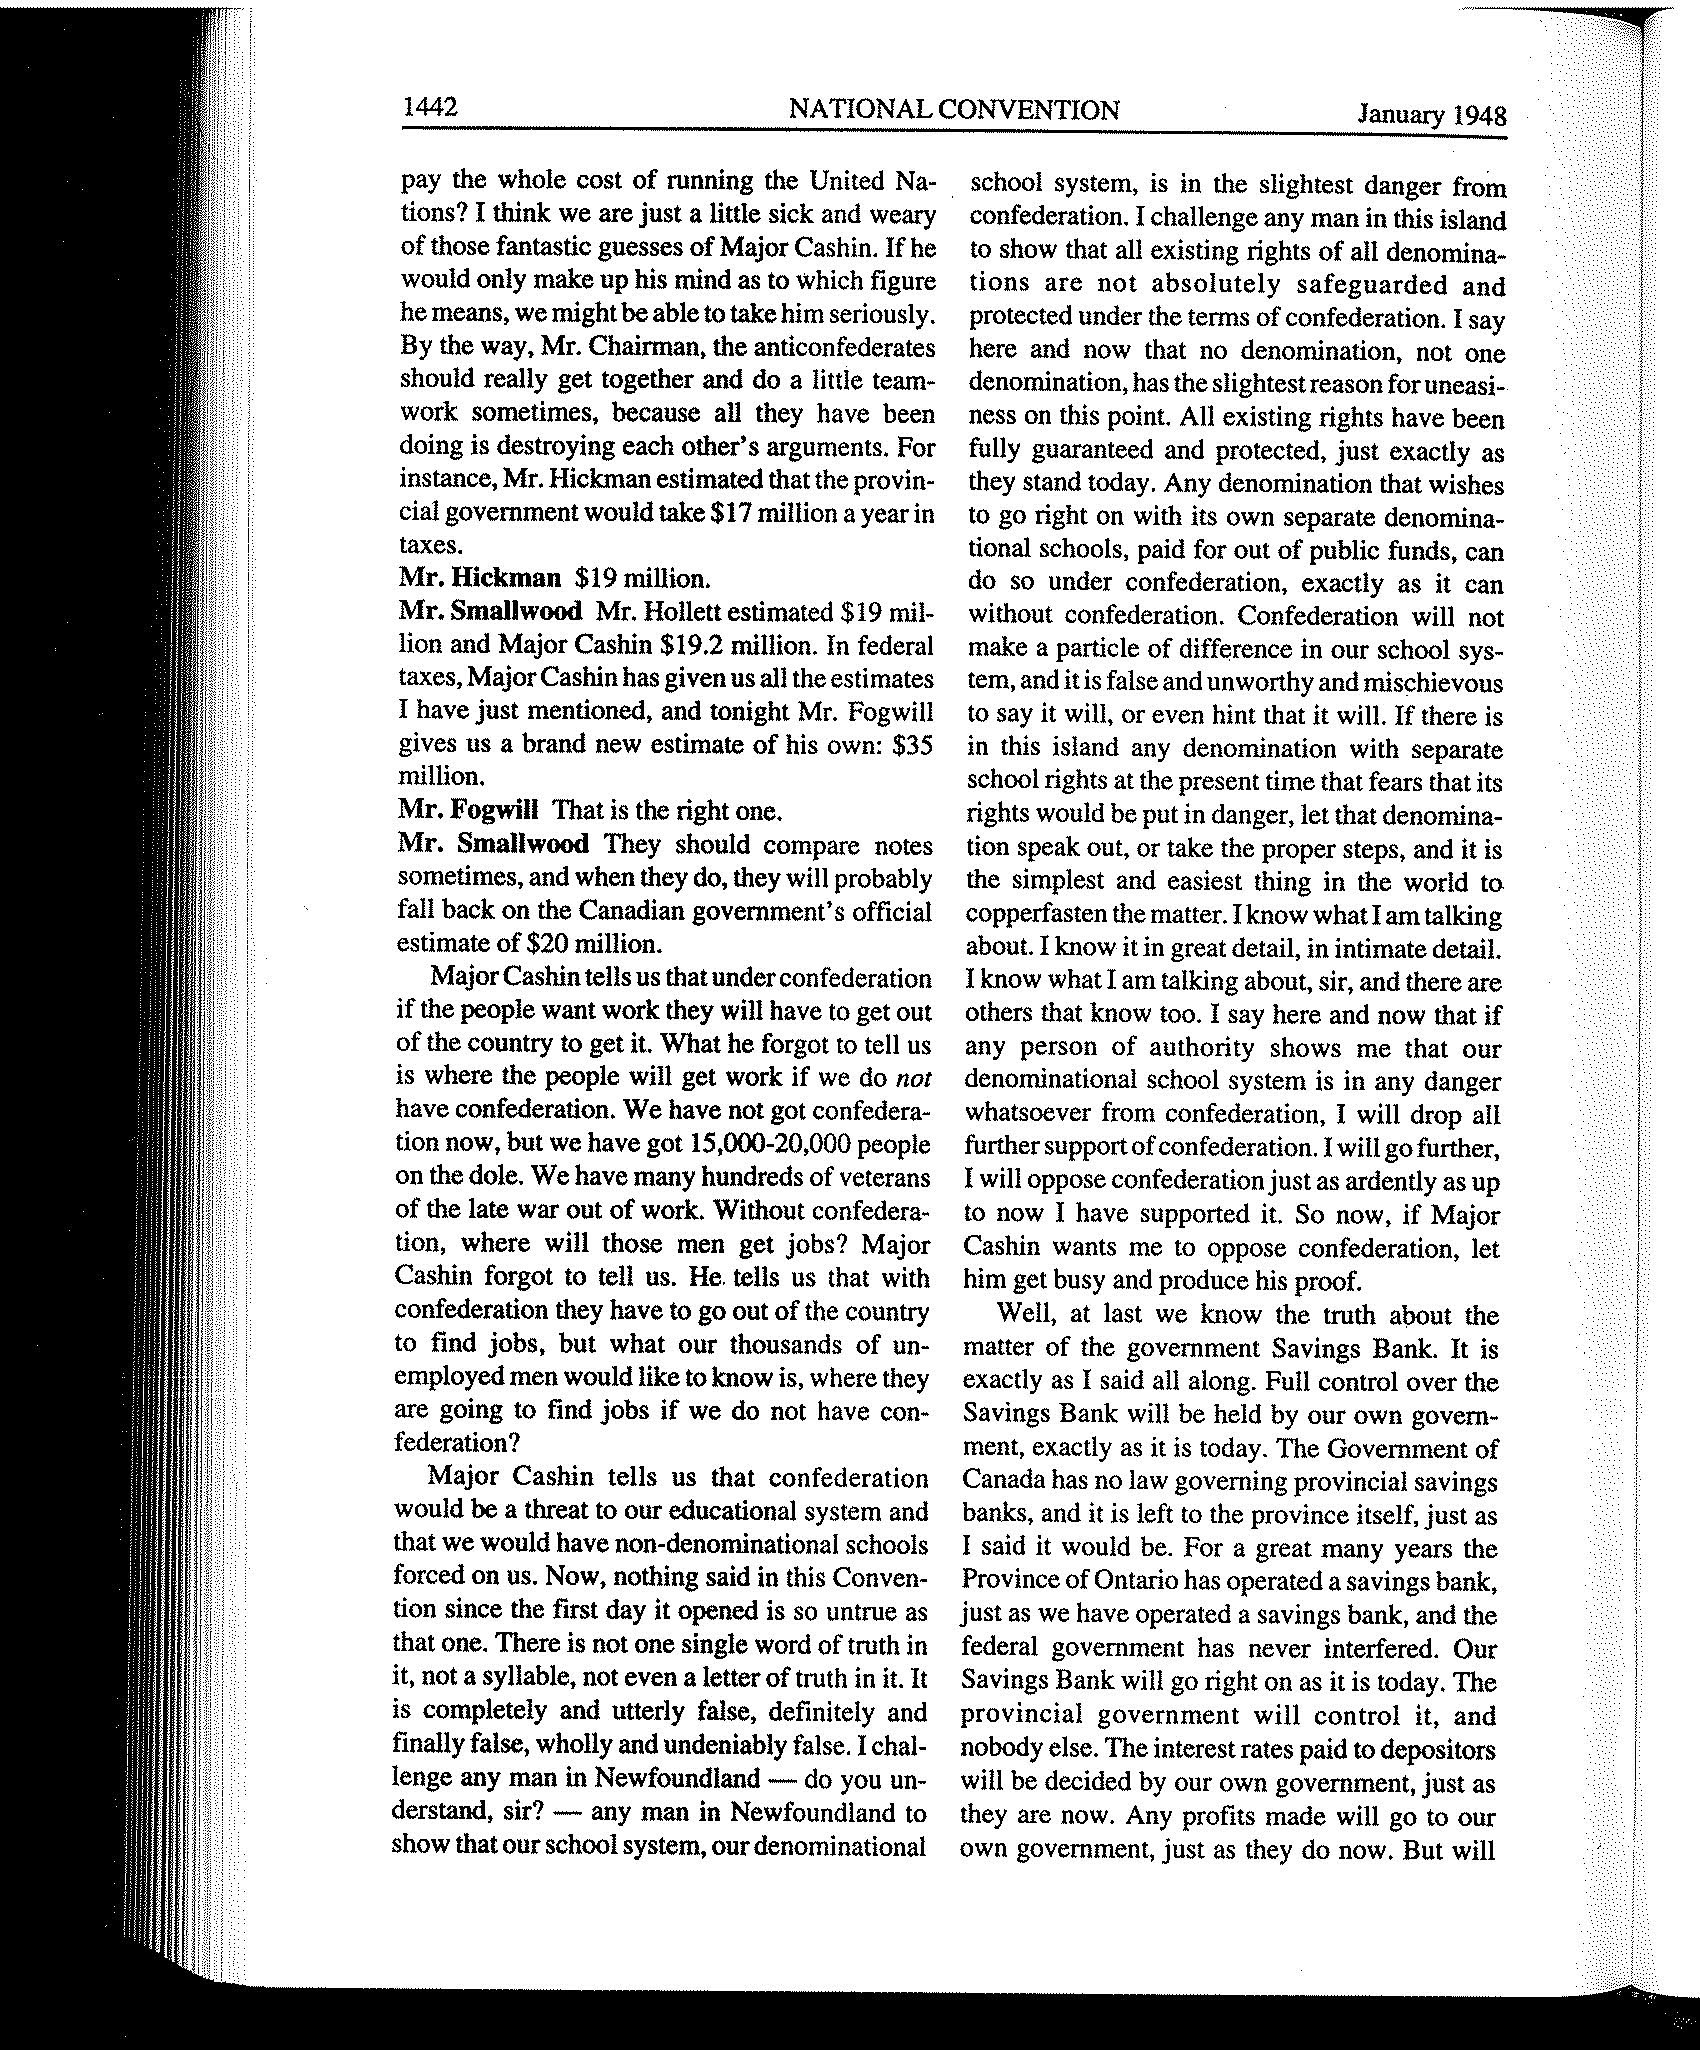 1442
NATIONAL CONVENTION
January 1948
pay the whole cost of running the United Na-
tions? I think we are just a little sick and weary
of those fantastic guesses of Major Cashin. If he
would only make up his mind as to which figure
he means, we might be able to take him seriously.
By the way, Mr. Chairman, the anticonfederates
should really get together and do a little team-
work sometimes, because all they have been
doing is destroying each other's arguments. For
instance, Mr. Hickman estimated that the provin-
cial government would take $17 million a year in
taxes.
Mr. Hickman $19 million.
Mr. Smallwood Mr. Hollett estimated $19 mil-
lion and Major Cashin $19.2 million. In federal
taxes, Major Cashin has given us all the estimates
I have just mentioned, and tonight Mr. Fogwill
gives us a brand new estimate of his own: $35
million.
Mr. Fogwill That is the right one.
Mr. Smallwood They should compare notes
sometimes, and when they do, they will probably
fall back on the Canadian government's official
estimate of $20 million.
Major Cashin tells us that under confederation
if the people want work they will have to get out
of the country to get it. What he forgot to tell us
is where the people will get work if we do not
have confederation. We have not got confedera-
tion now, but we have got 15,000-20,000 people
on the dole. We have many hundreds of veterans
of the late war out of work. Without confedera-
tion, where will those men get jobs? Major
Cashin forgot to tell us. He tells us that with
confederation they have to go out of the country
to find jobs, but what our thousands of un-
employed men would like to know is, where they
are going to find jobs if we do not have con-
federation?
Major Cashin tells us that confederation
would be a threat to our educational system and
that we would have non-denominational schools
forced on us. Now, nothing said in this Conven-
tion since the first day it opened is so untrue as
that one. There is not one single word of truth in
it, not a syllable, not even a letter of truth in it. It
is completely and utterly false, definitely and
finally false, wholly and undeniably false. I chal-
lenge any man in Newfoundland — do you un-
derstand, sir? — any man in Newfoundland to
show that our school system, our denominational
school system, is in the slightest danger from
confederation. I challenge any man in this island
to show that all existing rights of all denomina-
tions are not absolutely safeguarded and
protected under the terms of confederation. I say
here and now that no denomination, not one
denomination, has the slightest reason for uneasi-
ness on this point. All existing rights have been
fully guaranteed and protected, just exactly as
they stand today. Any denomination that wishes
to go right on with its own separate denomina-
tional schools, paid for out of public funds, can
do so under confederation, exactly as it can
without confederation. Confederation will not
make a particle of difference in our school sys-
tem, and it is false and unworthy and mischievous
to say it will, or even hint that it will. If there is
in this island any denomination with separate
school rights at the present time that fears that its
rights would be put in danger, let that denomina-
tion speak out, or take the proper steps, and it is
the simplest and easiest thing in the world to
copperfasten the matter. I know what I am talking
about. I know it in great detail, in intimate detail.
I know what I am talking about, sir, and there are
others that know too. I say here and now that if
any person of authority shows me that our
denominational school system is in any danger
whatsoever from confederation, I will drop all
further support of confederation. I will go further,
I will oppose confederation just as ardently as up
to now I have supported it. So now, if Major
Cashin wants me to oppose confederation, let
him get busy and produce his proof.
Well, at last we know the truth about the
matter of the government Savings Bank. It is
exactly as I said all along. Full control over the
Savings Bank will be held by our own govern-
ment, exactly as it is today. The Government of
Canada has no law governing provincial savings
banks, and it is left to the province itself, just as
I said it would be. For a great many years the
Province of Ontario has operated a savings bank,
just as we have operated a savings bank, and the
federal government has never interfered. Our
Savings Bank will go right on as it is today. The
provincial government will control it, and
nobody else. The interest rates paid to depositors
will be decided by our own government, just as
they are now. Any profits made will go to our
own government, just as they do now. But will